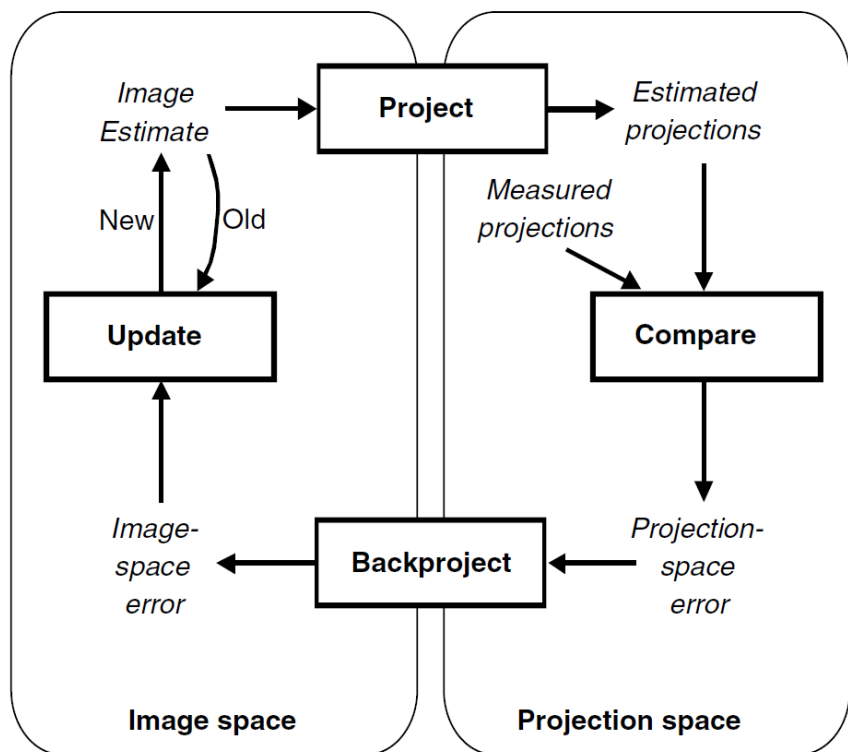 Image
Estimate
Project
Estimated
projections
Measured
projections
New
Old
Update
Compare
Image-
space
error
Backproject
Projection-
space
error
Image space
Projection space